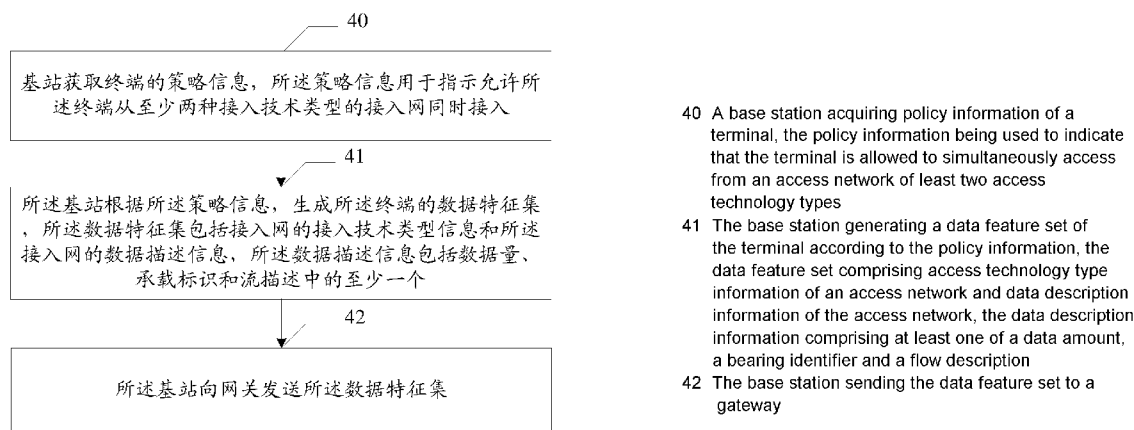 40
基站获取终端的策略信息，所述策略信息用于指示允许所
述终端从至少两种接入技术类型的接入网同时接入
41
所述基站根据所述策略信息，生成所述终端的数据特征集
，所述数据特征集包括接入网的接入技术类型信息和所述
接入网的数据描述信息，所述数据描述信息包括数据量、
承载标识和流描述中的至少一个
42
所述基站向网关发送所述数据特征集
40 A base station acquiring policy information of a
terminal, the policy information being used to indicate
that the terminal is allowed to simultaneously access
from an access network of least two access
technology types
41 The base station generating a data feature set of
the terminal according to the policy information, the
data feature set comprising access technology type
information of an access network and data description
information of the access network, the data description
information comprising at least one of a data amount,
a bearing identifier and a flow description
42 The base station sending the data feature set to a
gateway